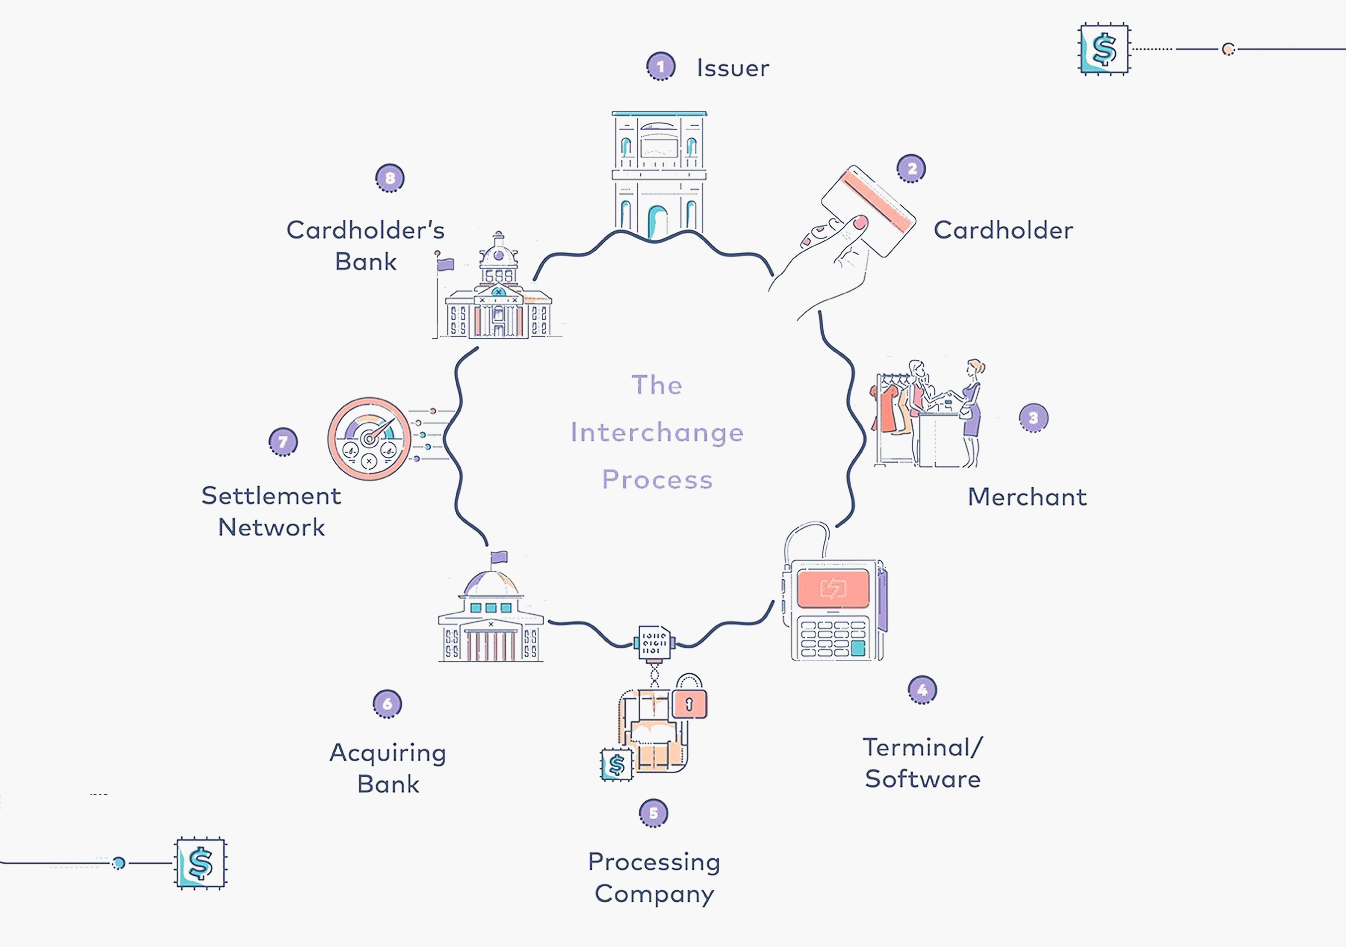 1 Issuer
2
Cardholder
3
Merchant
4
Terminal/
Software
5
Processing
Company
6
Acquiring
Bank
7
Settlement
Network
8
Cardholder's
Bank
The
Interchange
Process
$
$
$